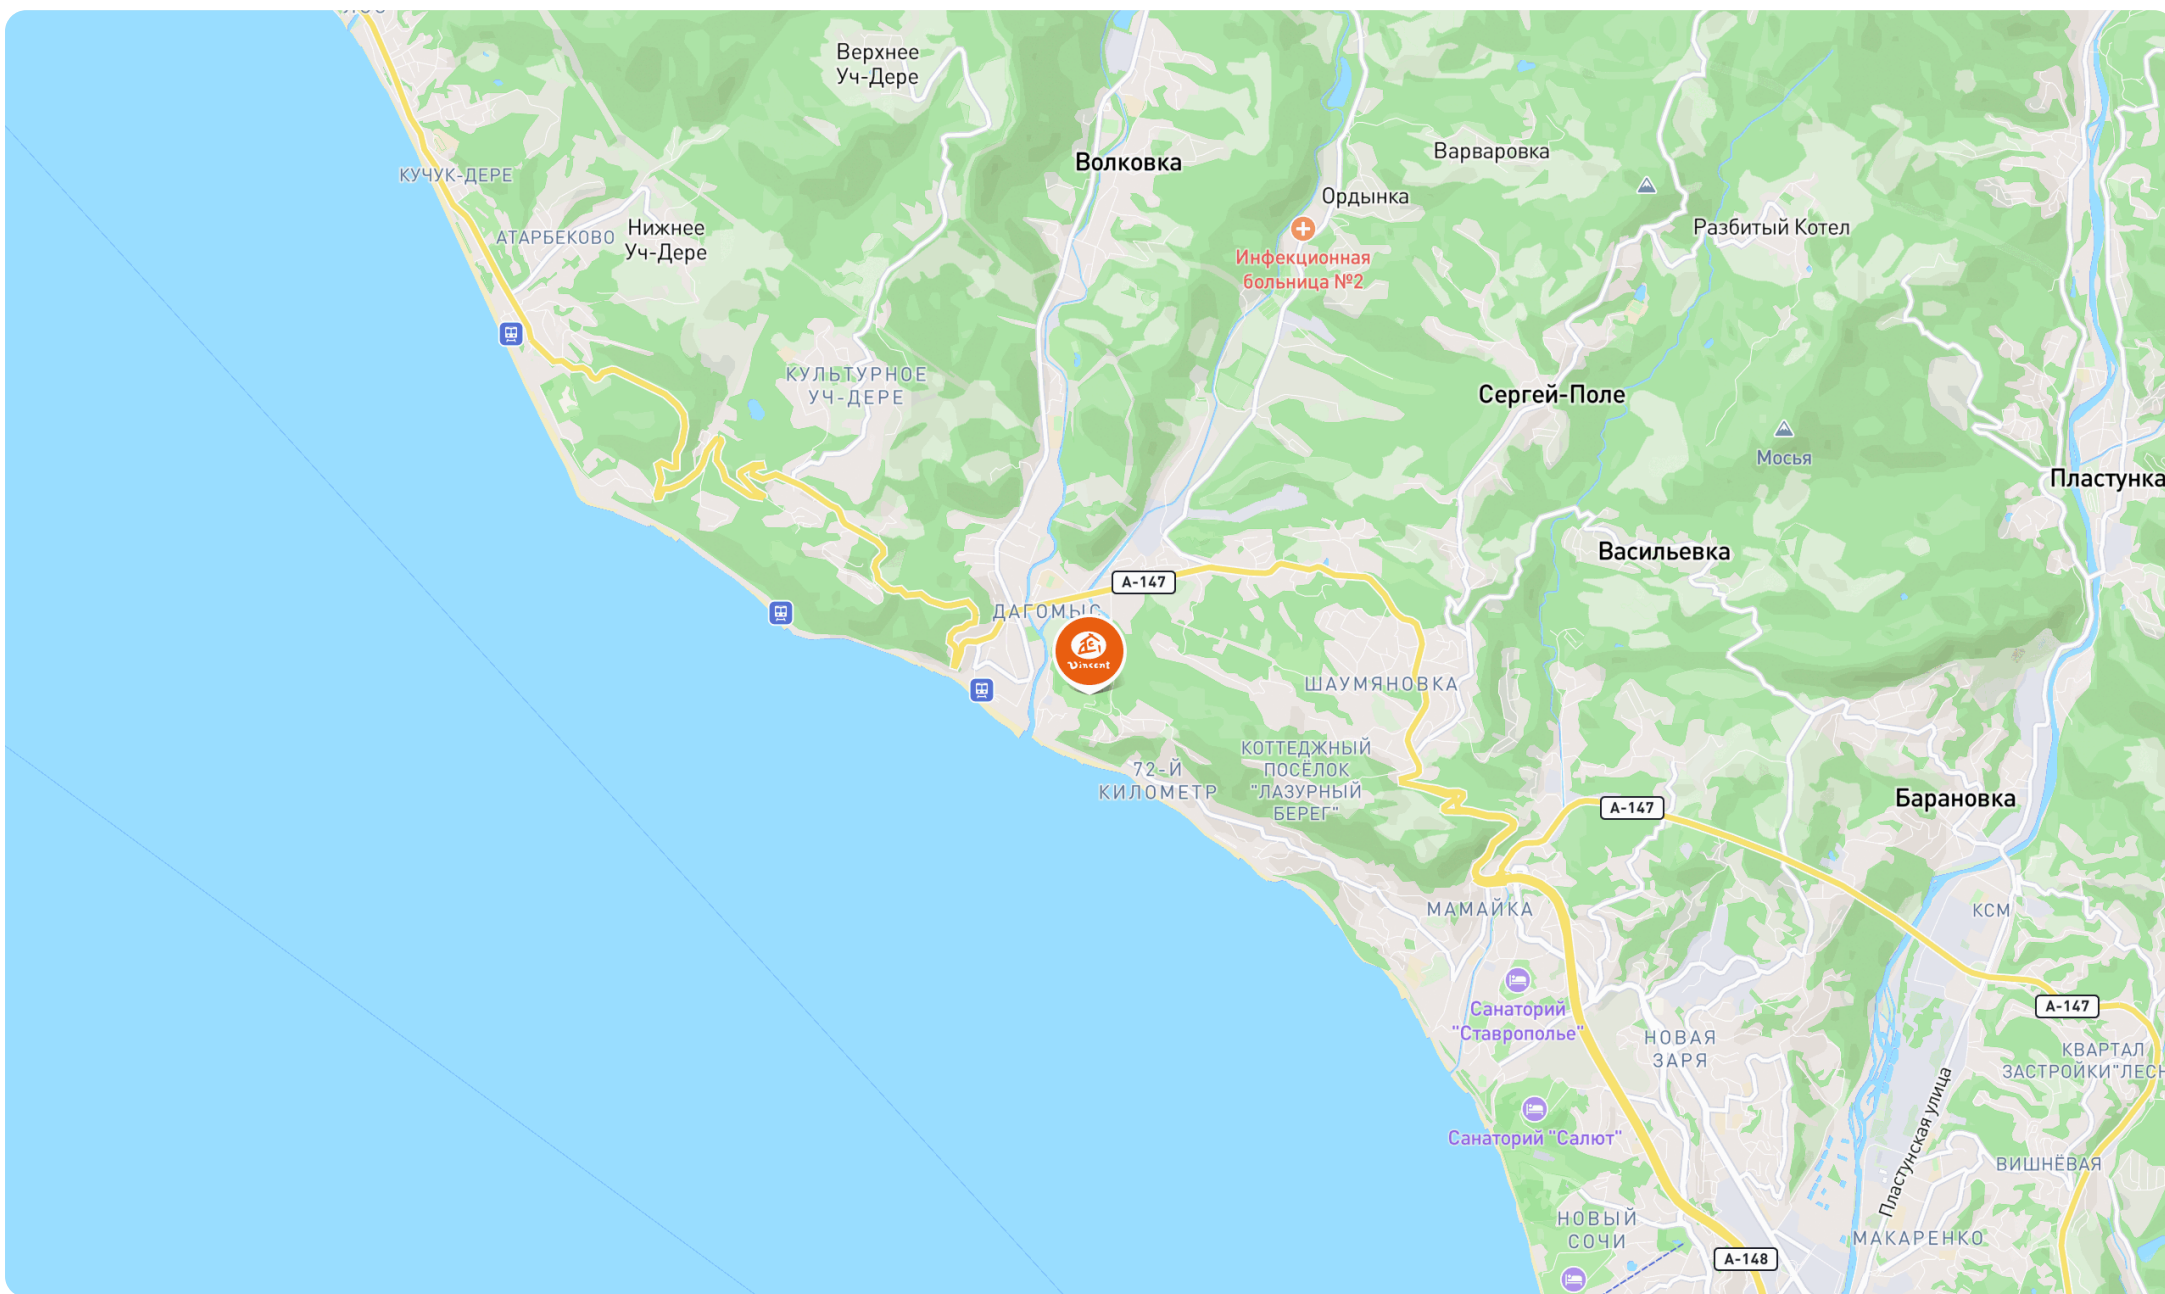 Верхнее
Уч-Дере
Волковка
Варваровка
КУЧУК-ДЕРЕ
Ордынка
АТАРБЕКОВО
Нижнее
Уч-Дере
Разбитый Котел
Инфекционная
больница №2
КУЛЬТУРНОЕ
УЧ-ДЕРЕ
Сергей-Поле
Мосья
Пластунка
Васильевка
А-147
ДАГОМЫС
Vincent
ШАУМЯНОВКА
КОТТЕДЖНЫЙ
ПОСЁЛОК
"ЛАЗУРНЫЙ
БЕРЕГ"
72-Й
КИЛОМЕТР
А-147
Барановка
МАМАЙКА
КСМ
Санаторий
"Ставрополье"
А-147
НОВАЯ
ЗАРЯ
КВАРТАЛ
ЗАСТРОЙКИ"ЛЕСН
Санаторий "Салют"
Пластунская улица
ВИШНЁВАЯ
НОВЫЙ
СОЧИ
МАКАРЕНКО
А-148